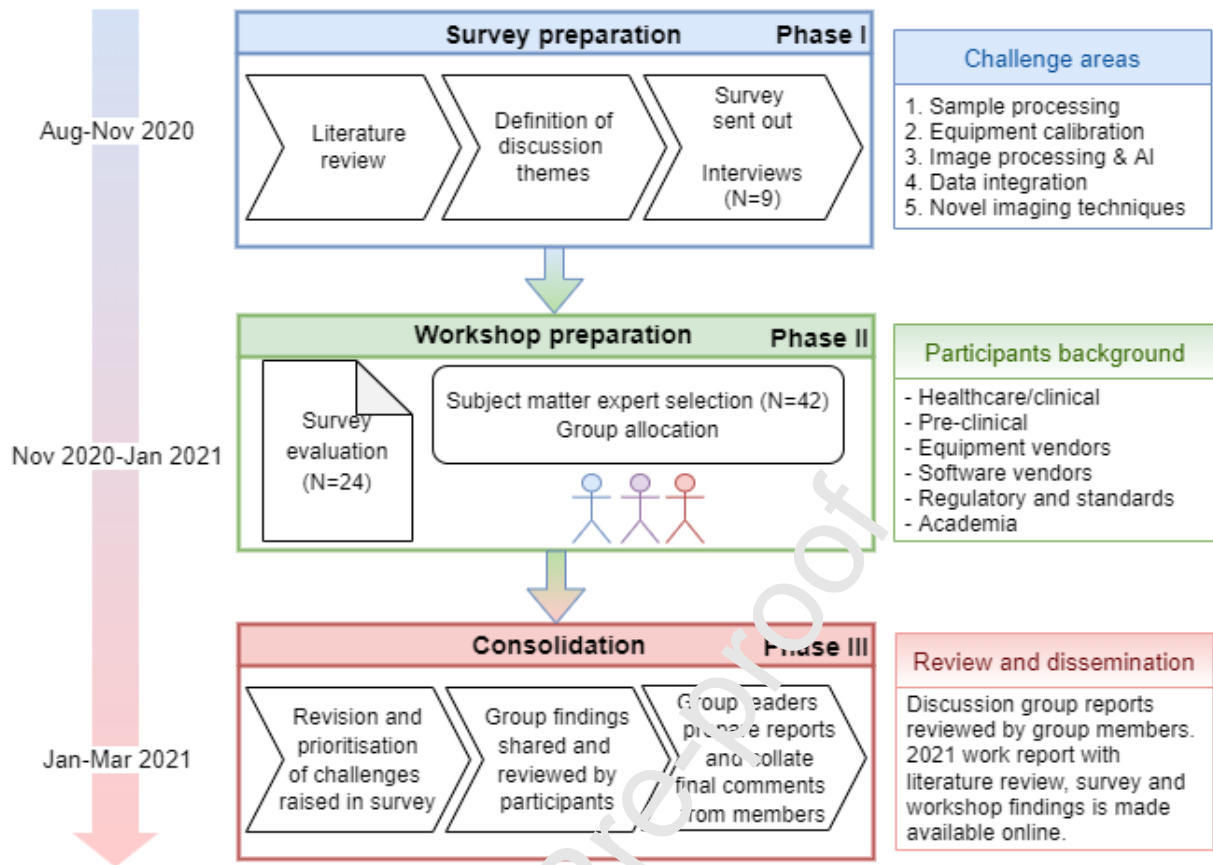 Aug-Nov 2020
Survey preparation
Phase I
Literature
review
Definition of
discussion
themes
Survey
sent out
Interviews
(N=9)
Challenge areas
1. Sample processing
2. Equipment calibration
3. Image processing & AI
4. Data integration
5. Novel imaging techniques
Nov 2020-Jan 2021
Workshop preparation
Phase II
Survey
evaluation
(N=24)
Subject matter expert selection (N=42)
Group allocation
Participants background
- Healthcare/clinical
- Pre-clinical
- Equipment vendors
- Software vendors
- Regulatory and standards
- Academia
Jan-Mar 2021
Consolidation
Phase III
Revision and
prioritisation
of challenges
raised in survey
Group findings
shared and
reviewed by
participants
Group leaders
prepare reports
and collate
final comments
from members
Review and dissemination
Discussion group reports
reviewed by group members.
2021 work report with
literature review, survey and
workshop findings is made
available online.
re-proof